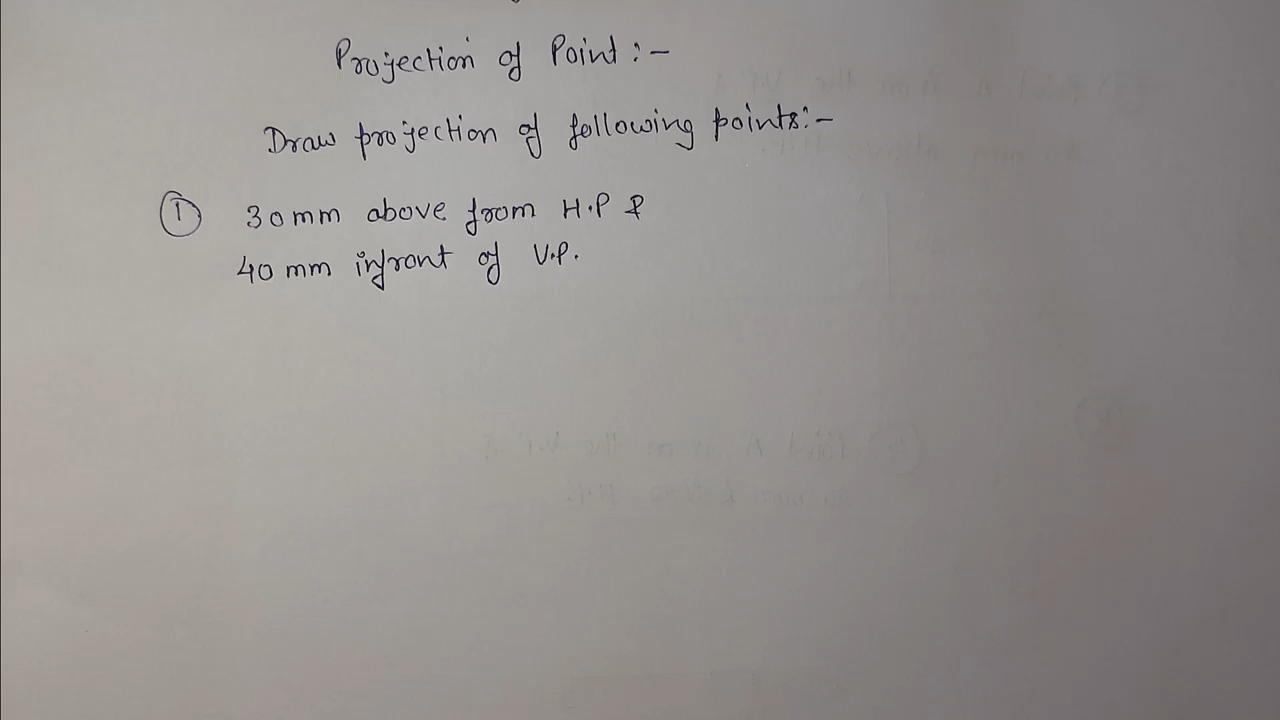 Projection of Point :-
Draw projection of following points:-
① 30mm above from H.P &
40 mm infront of V.P.